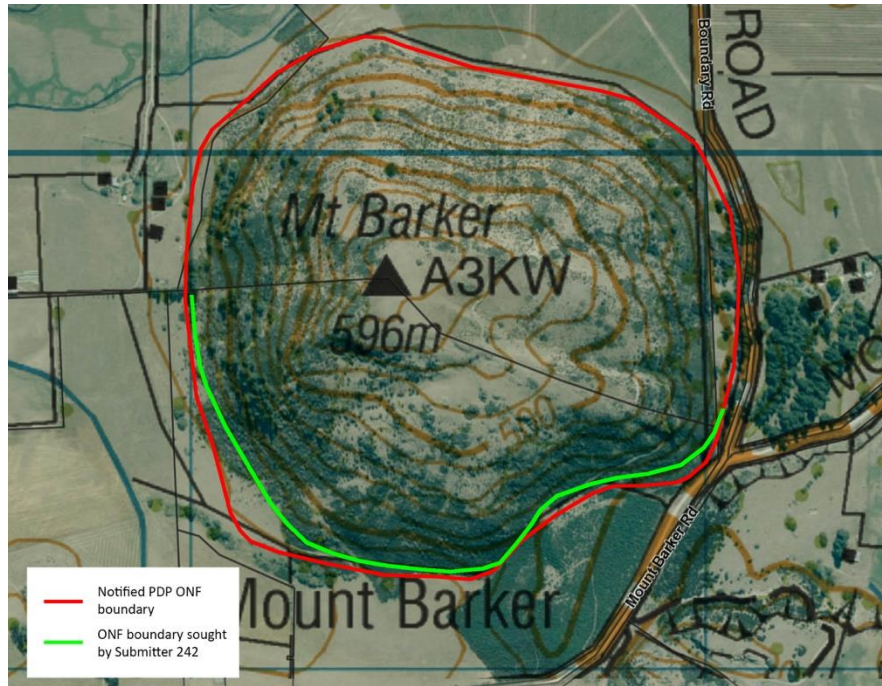 Boundary Rd
ROAD
Mt Barker
A3KW
596m
500
MO
Mount Barker Rd
Mount Barker
Notified PDP ONF
boundary
ONF boundary sought
by Submitter 242